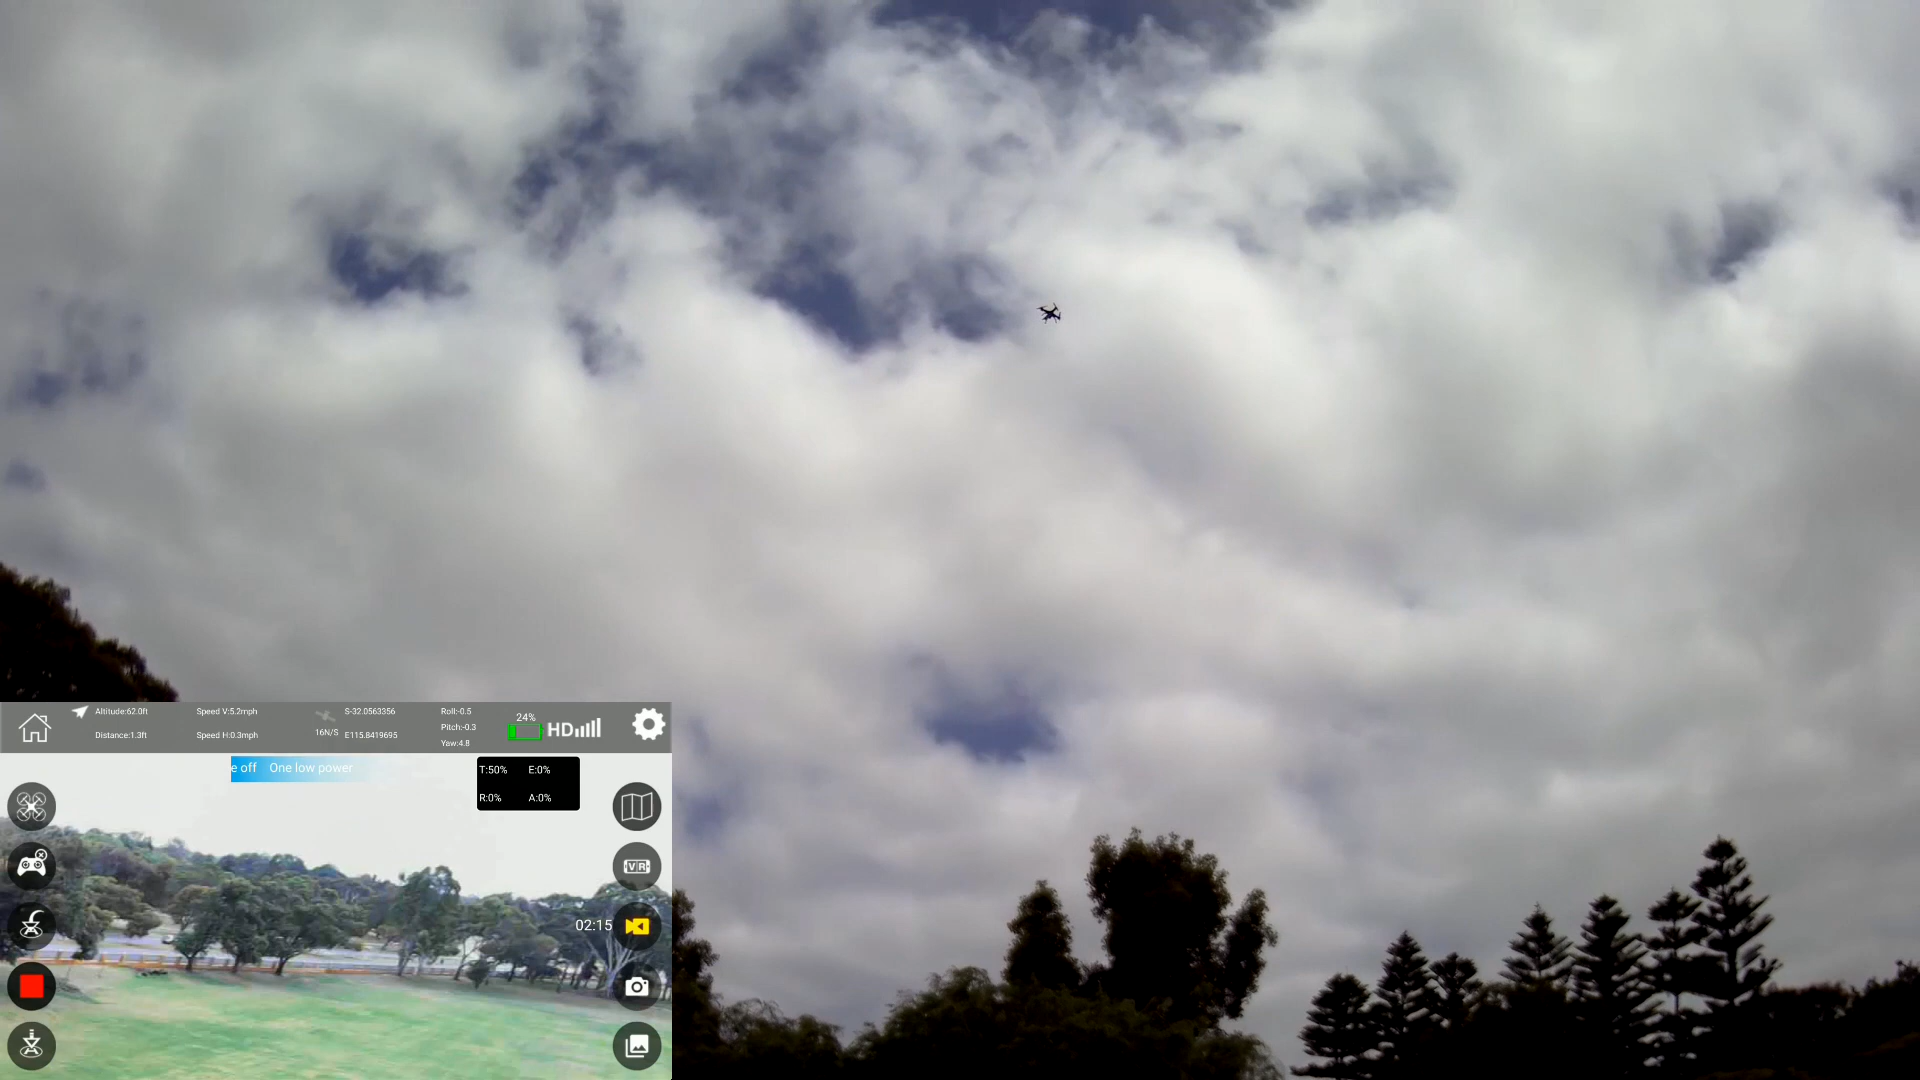 Altitude:62.0ft
Speed V:5.2mph
S-32.0563356
Roll:-0.5
24%
HD
Distance:1.3ft
Speed H:0.3mph
16N/S
E115.8419695
Pitch:-0.3
Yaw:4.8
e off One low power
T:50% E:0%
R:0% A:0%
VR
02:15